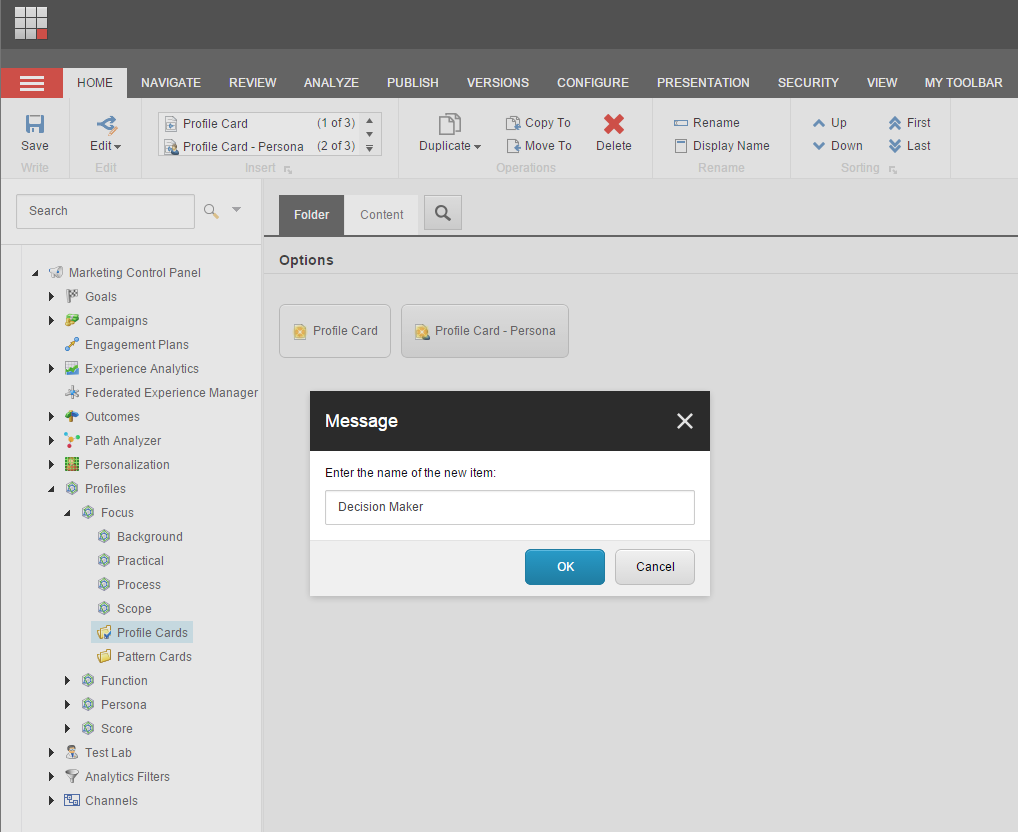 HOME NAVIGATE REVIEW ANALYZE PUBLISH VERSIONS CONFIGURE PRESENTATION SECURITY VIEW MY TOOLBAR
Save
Write
Edit
Edit
Profile Card (1 of 3)
Profile Card - Persona (2 of 3)
Insert
Duplicate
Copy To
Move To
Delete
Operations
Rename
Display Name
Rename
Up
Down
First
Last
Sorting
Search
Marketing Control Panel
Goals
Campaigns
Engagement Plans
Experience Analytics
Federated Experience Manager
Outcomes
Path Analyzer
Personalization
Profiles
Focus
Background
Practical
Process
Scope
Profile Cards
Pattern Cards
Function
Persona
Score
Test Lab
Analytics Filters
Channels
Folder Content
Options
Profile Card
Profile Card - Persona
Message
Enter the name of the new item:
Decision Maker
OK Cancel